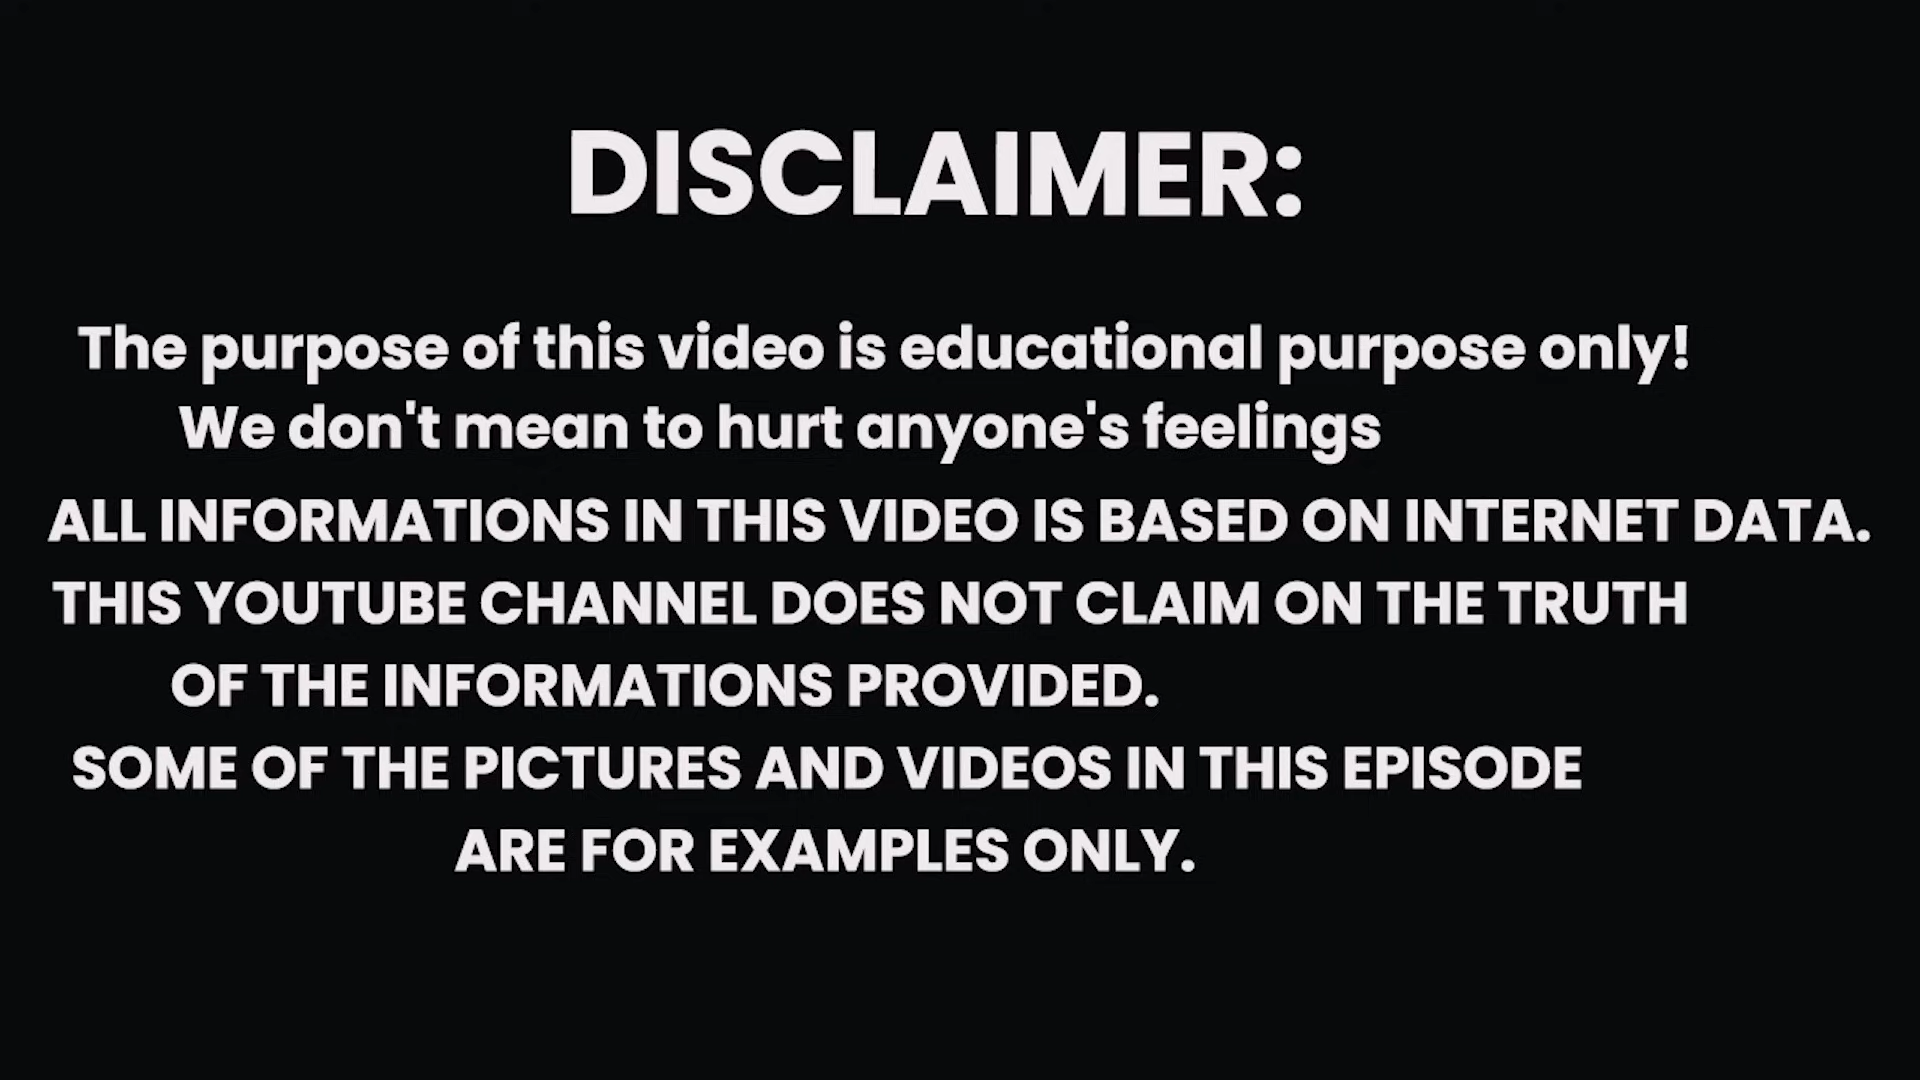 DISCLAIMER:
The purpose of this video is educational purpose only!
We don't mean to hurt anyone's feelings
ALL INFORMATIONS IN THIS VIDEO IS BASED ON INTERNET DATA.
THIS YOUTUBE CHANNEL DOES NOT CLAIM ON THE TRUTH
OF THE INFORMATIONS PROVIDED.
SOME OF THE PICTURES AND VIDEOS IN THIS EPISODE
ARE FOR EXAMPLES ONLY.